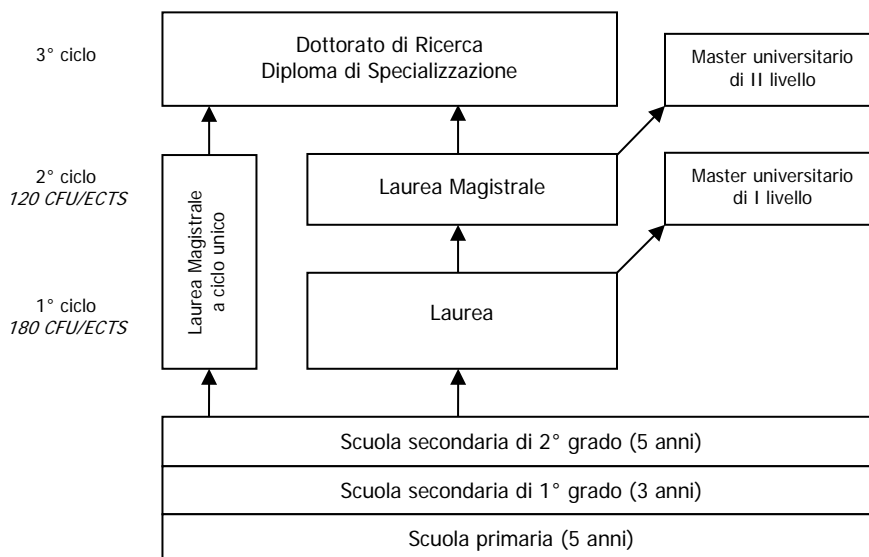 3° ciclo
Dottorato di Ricerca
Diploma di Specializzazione
Master universitario
di II livello
2° ciclo
120 CFU/ECTS
Laurea Magistrale
a ciclo unico
Laurea Magistrale
Master universitario
di I livello
1° ciclo
180 CFU/ECTS
Laurea
Scuola secondaria di 2° grado (5 anni)
Scuola secondaria di 1° grado (3 anni)
Scuola primaria (5 anni)